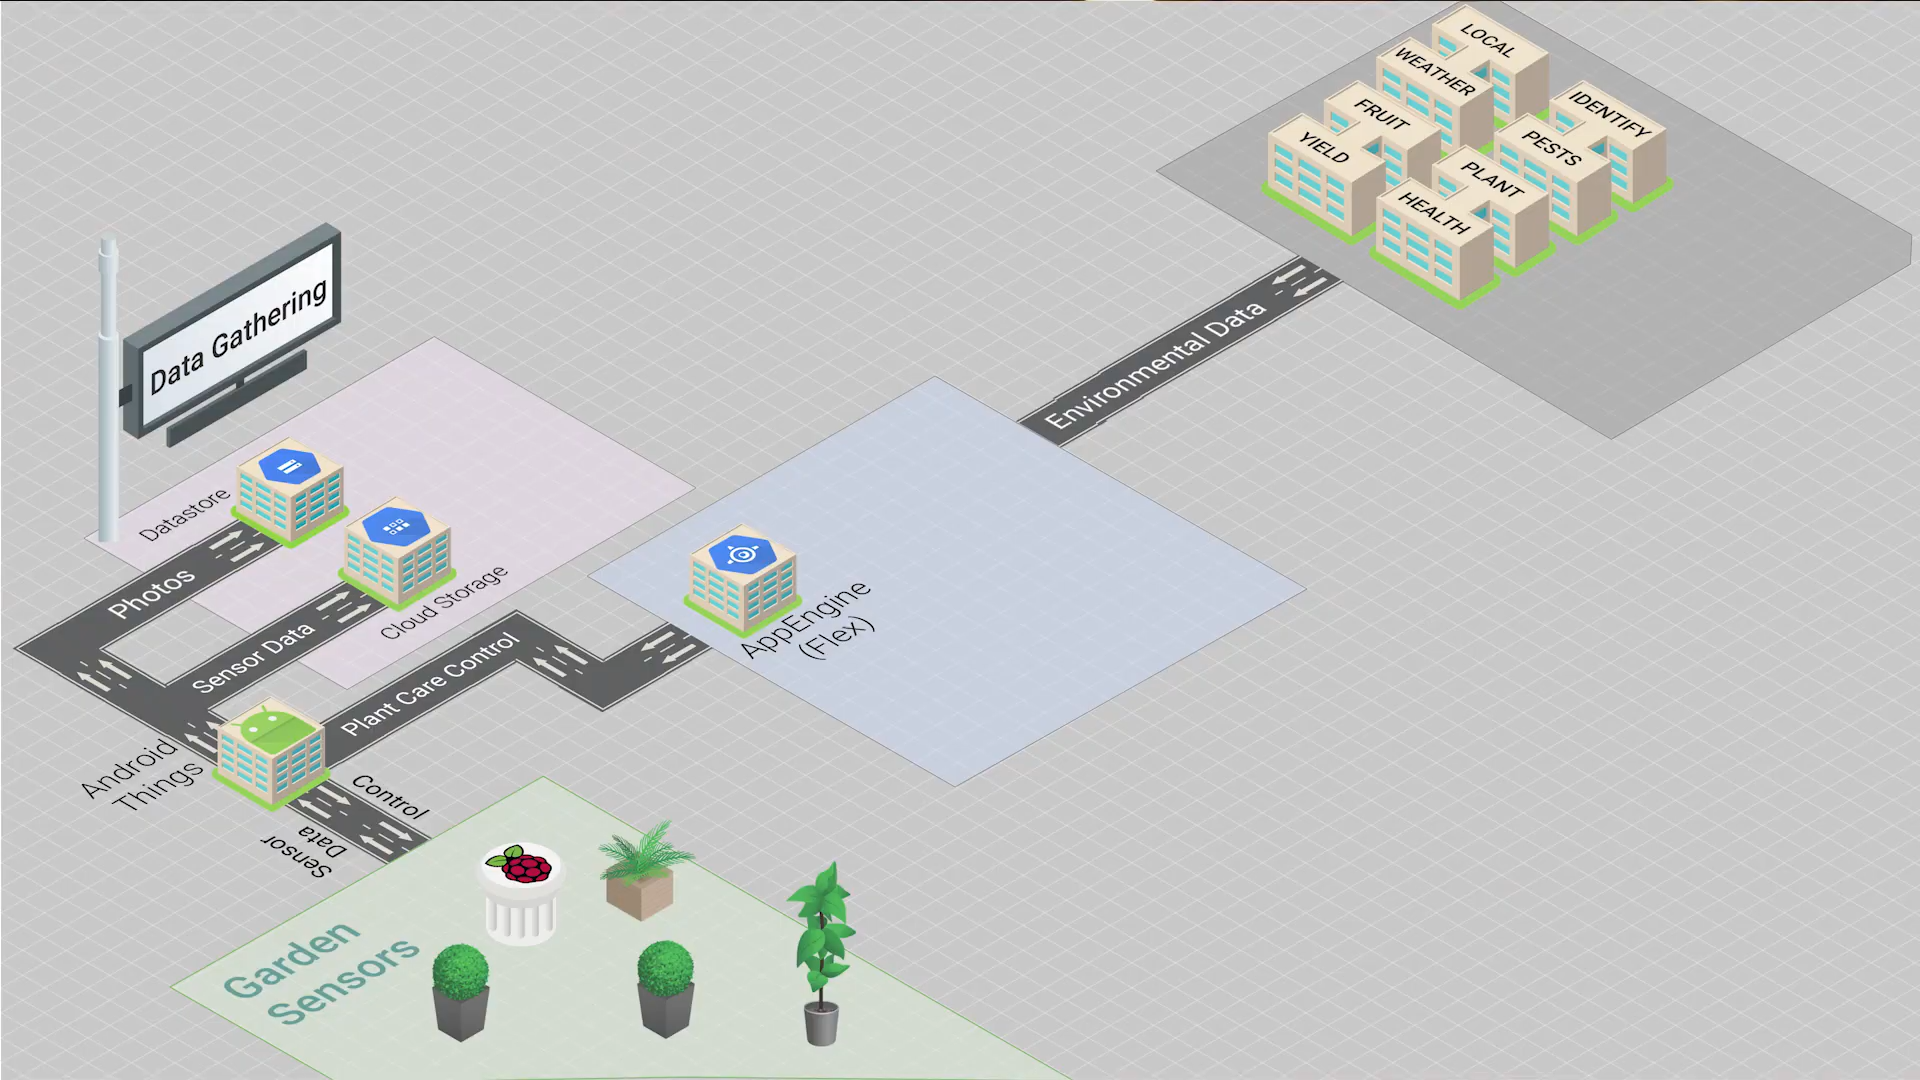 LOCAL
WEATHER
FRUIT
YIELD
IDENTIFY
PESTS
PLANT
HEALTH
Environmental Data
Data Gathering
Datastore
Photos
Cloud Storage
Sensor Data
Plant Care Control
AppEngine
(Flex)
Android
Things
Control
Sensor
Data
Garden
Sensors